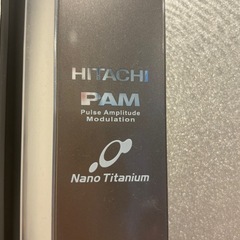 HITACHI
PAM
Pulse Amplitude
Modulation
Nano Titanium